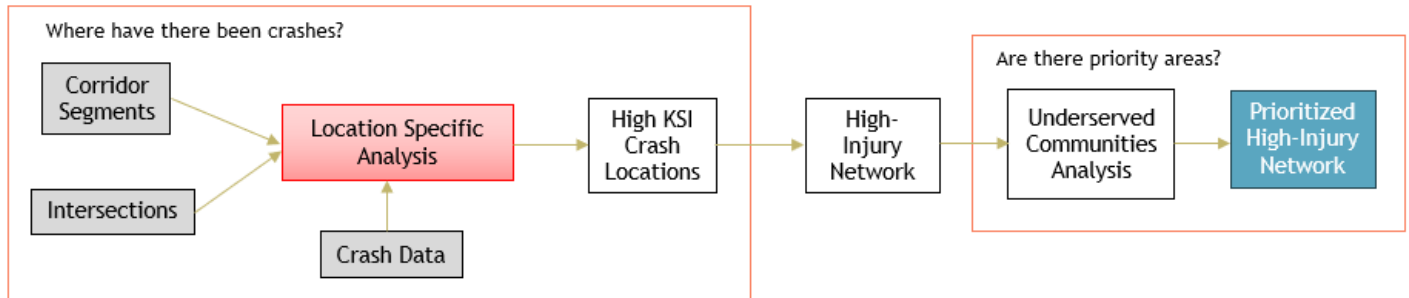 Where have there been crashes?
Corridor
Segments
Intersections
Location Specific
Analysis
Crash Data
High KSI
Crash
Locations
High-
Injury
Network
Are there priority areas?
Underserved
Communities
Analysis
Prioritized
High-Injury
Network